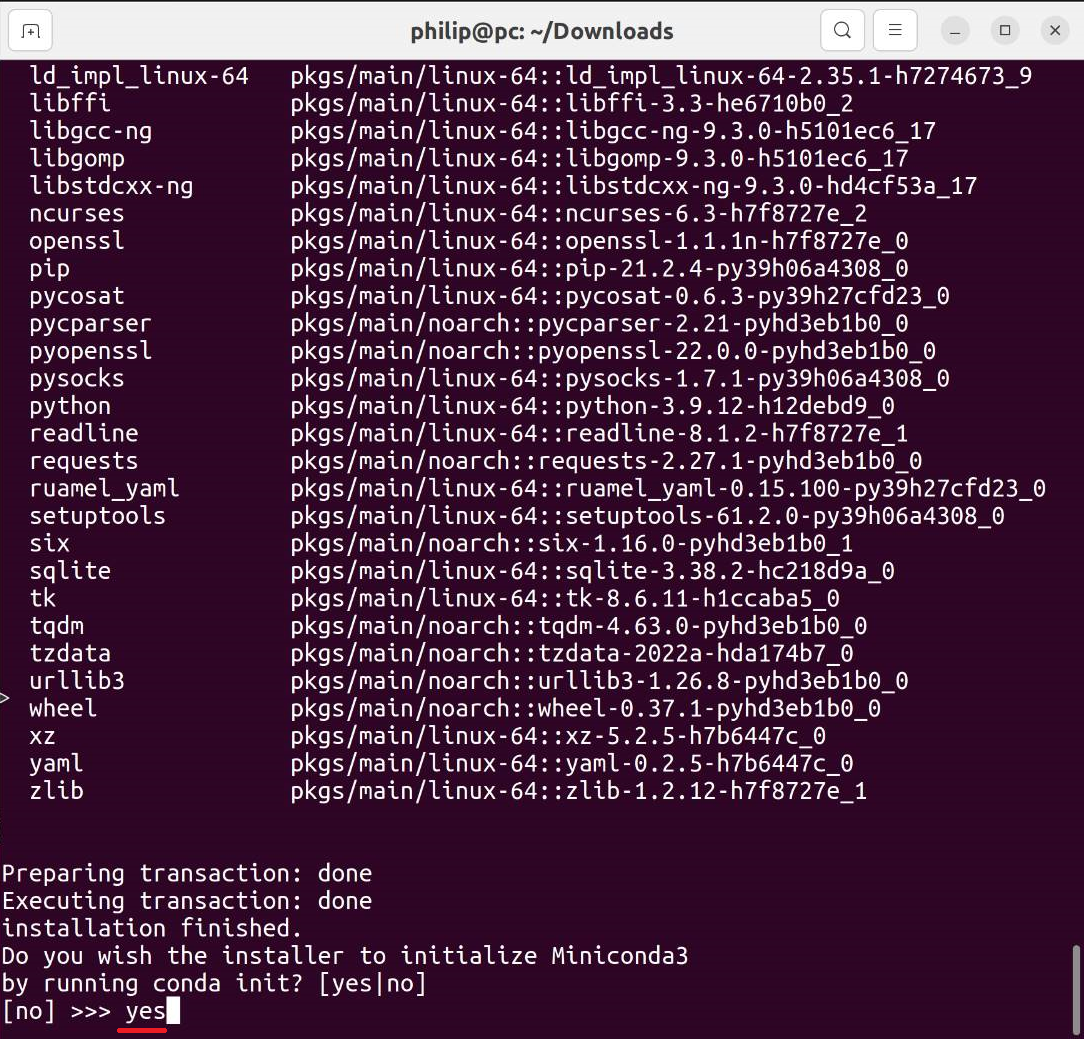 philip@pc: ~/Downloads
ld_impl_linux-64 pkgs/main/linux-64::ld_impl_linux-64-2.35.1-h7274673_9
libffi pkgs/main/linux-64::libffi-3.3-he6710b0_2
libgcc-ng pkgs/main/linux-64::libgcc-ng-9.3.0-h5101ec6_17
libgomp pkgs/main/linux-64::libgomp-9.3.0-h5101ec6_17
libstdcxx-ng pkgs/main/linux-64::libstdcxx-ng-9.3.0-hd4cf53a_17
ncurses pkgs/main/linux-64::ncurses-6.3-h7f8727e_2
openssl pkgs/main/linux-64::openssl-1.1.1n-h7f8727e_0
pip pkgs/main/linux-64::pip-21.2.4-py39h06a4308_0
pycosat pkgs/main/linux-64::pycosat-0.6.3-py39h27cfd23_0
pycparser pkgs/main/noarch::pycparser-2.21-pyhd3eb1b0_0
pyopenssl pkgs/main/noarch::pyopenssl-22.0.0-pyhd3eb1b0_0
pysocks pkgs/main/linux-64::pysocks-1.7.1-py39h06a4308_0
python pkgs/main/linux-64::python-3.9.12-h12debd9_0
readline pkgs/main/linux-64::readline-8.1.2-h7f8727e_1
requests pkgs/main/noarch::requests-2.27.1-pyhd3eb1b0_0
ruamel_yaml pkgs/main/linux-64::ruamel_yaml-0.15.100-py39h27cfd23_0
setuptools pkgs/main/linux-64::setuptools-61.2.0-py39h06a4308_0
six pkgs/main/noarch::six-1.16.0-pyhd3eb1b0_1
sqlite pkgs/main/linux-64::sqlite-3.38.2-hc218d9a_0
tk pkgs/main/linux-64::tk-8.6.11-h1ccaba5_0
tqdm pkgs/main/noarch::tqdm-4.63.0-pyhd3eb1b0_0
tzdata pkgs/main/noarch::tzdata-2022a-hda174b7_0
urllib3 pkgs/main/noarch::urllib3-1.26.8-pyhd3eb1b0_0
wheel pkgs/main/noarch::wheel-0.37.1-pyhd3eb1b0_0
xz pkgs/main/linux-64::xz-5.2.5-h7b6447c_0
yaml pkgs/main/linux-64::yaml-0.2.5-h7b6447c_0
zlib pkgs/main/linux-64::zlib-1.2.12-h7f8727e_1
Preparing transaction: done
Executing transaction: done
installation finished.
Do you wish the installer to initialize Miniconda3
by running conda init? [yes|no]
[no] >>> yes